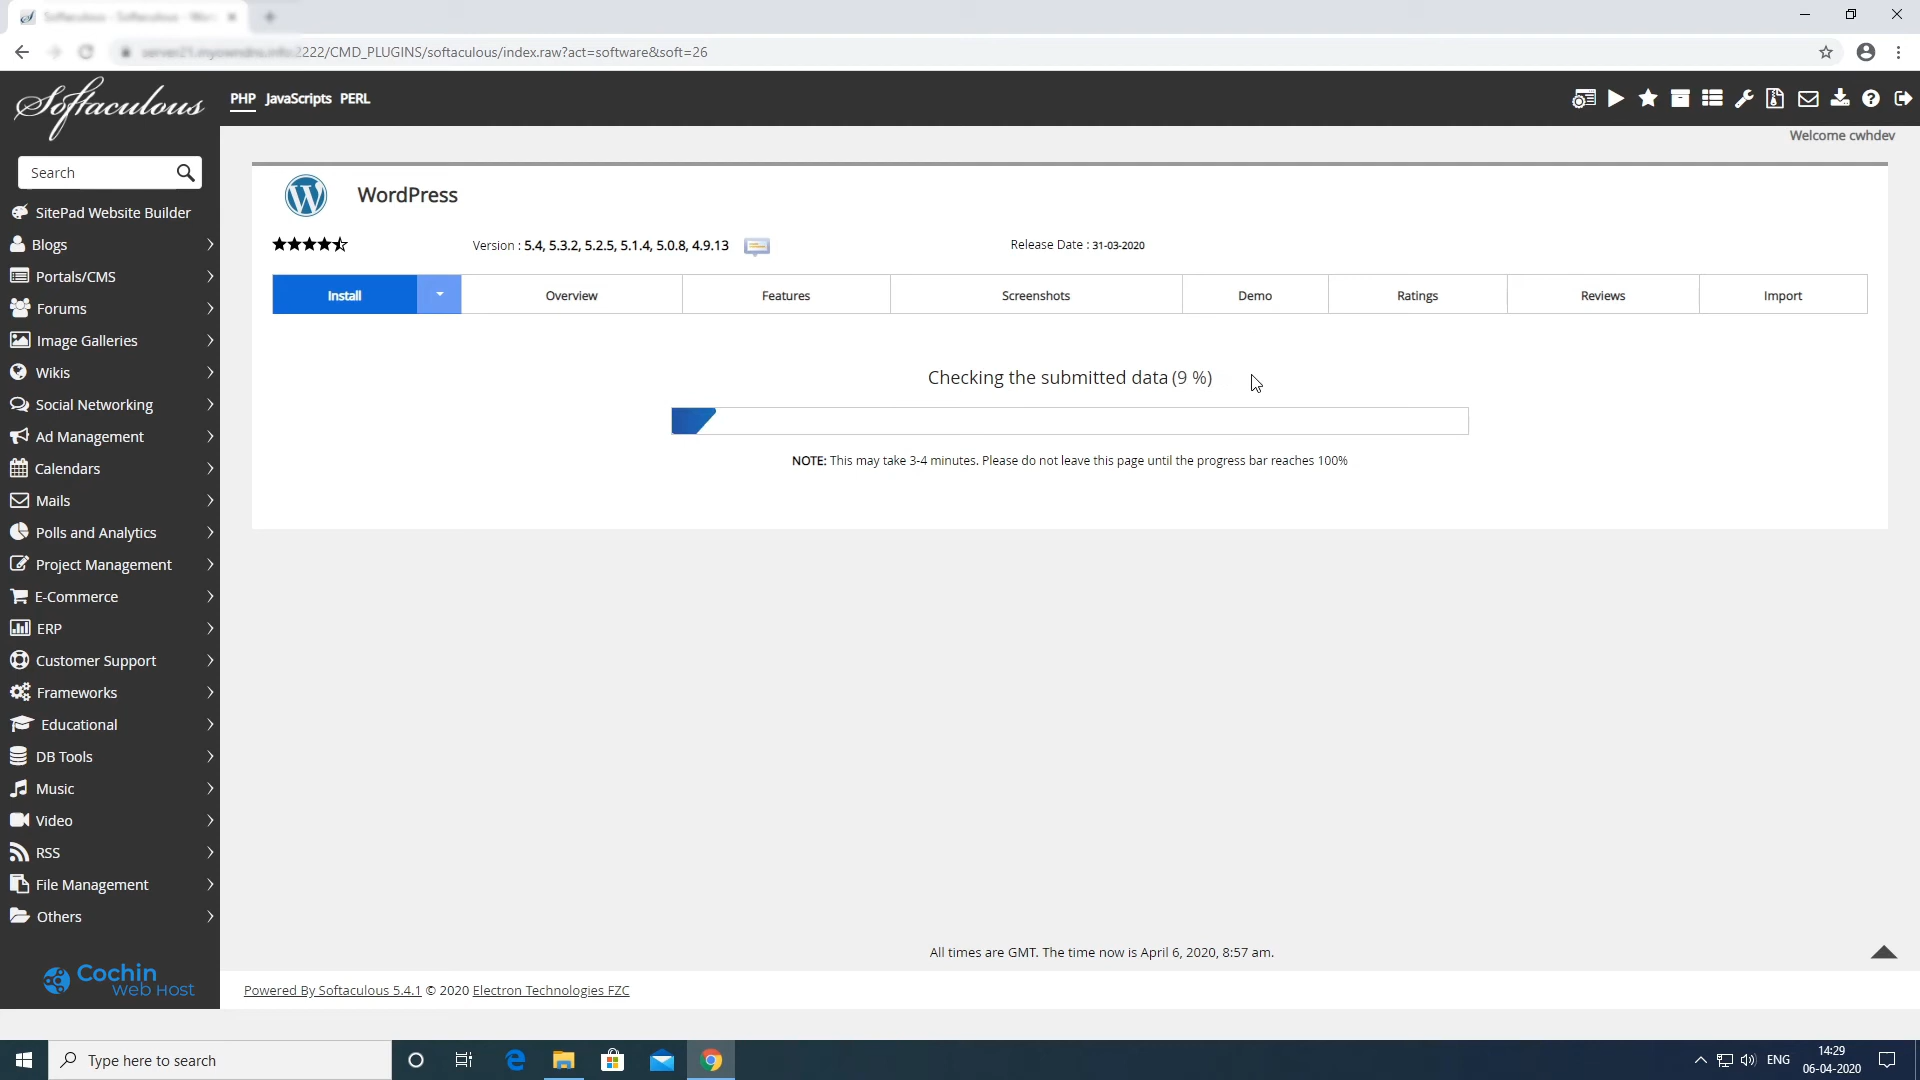 2222/CMD_PLUGINS/softaculous/index.raw?act=software&soft=26
Softaculous
PHP JavaScripts PERL
Welcome cwhdev
Search
SitePad Website Builder
Blogs
Portals/CMS
Forums
Image Galleries
Wikis
Social Networking
Ad Management
Calendars
Mails
Polls and Analytics
Project Management
E-Commerce
ERP
Customer Support
Frameworks
Educational
DB Tools
Music
Video
RSS
File Management
Others
Cochin
Web Host
WordPress
Version : 5.4, 5.3.2, 5.2.5, 5.1.4, 5.0.8, 4.9.13
Release Date : 31-03-2020
Install Overview Features Screenshots Demo Ratings Reviews Import
Checking the submitted data (9 %)
NOTE: This may take 3-4 minutes. Please do not leave this page until the progress bar reaches 100%
All times are GMT. The time now is April 6, 2020, 8:57 am.
Powered By Softaculous 5.4.1 © 2020 Electron Technologies FZC
Type here to search
ENG
14:29
06-04-2020